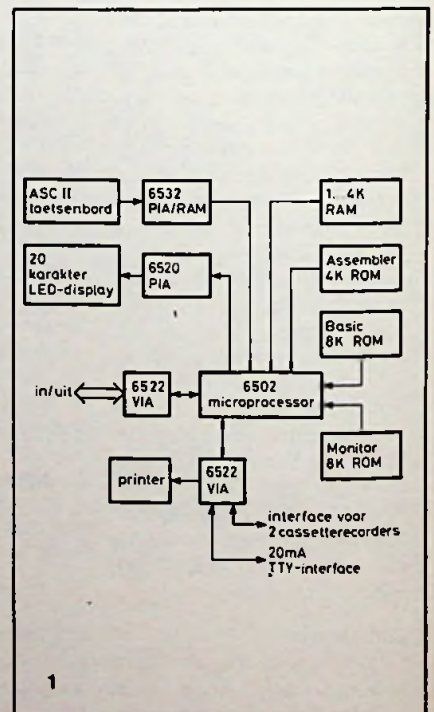 ASC II
toetsenbord
6532
PIA/RAM
1... 4K
RAM
20
karakter
LED-display
6520
PIA
Assembler
4K ROM
Basic
8K ROM
in/uit
6522
VIA
6502
microprocessor
Monitor
8K ROM
printer
6522
VIA
interface voor
2 cassetterecorders
20mA
TTY-interface
1